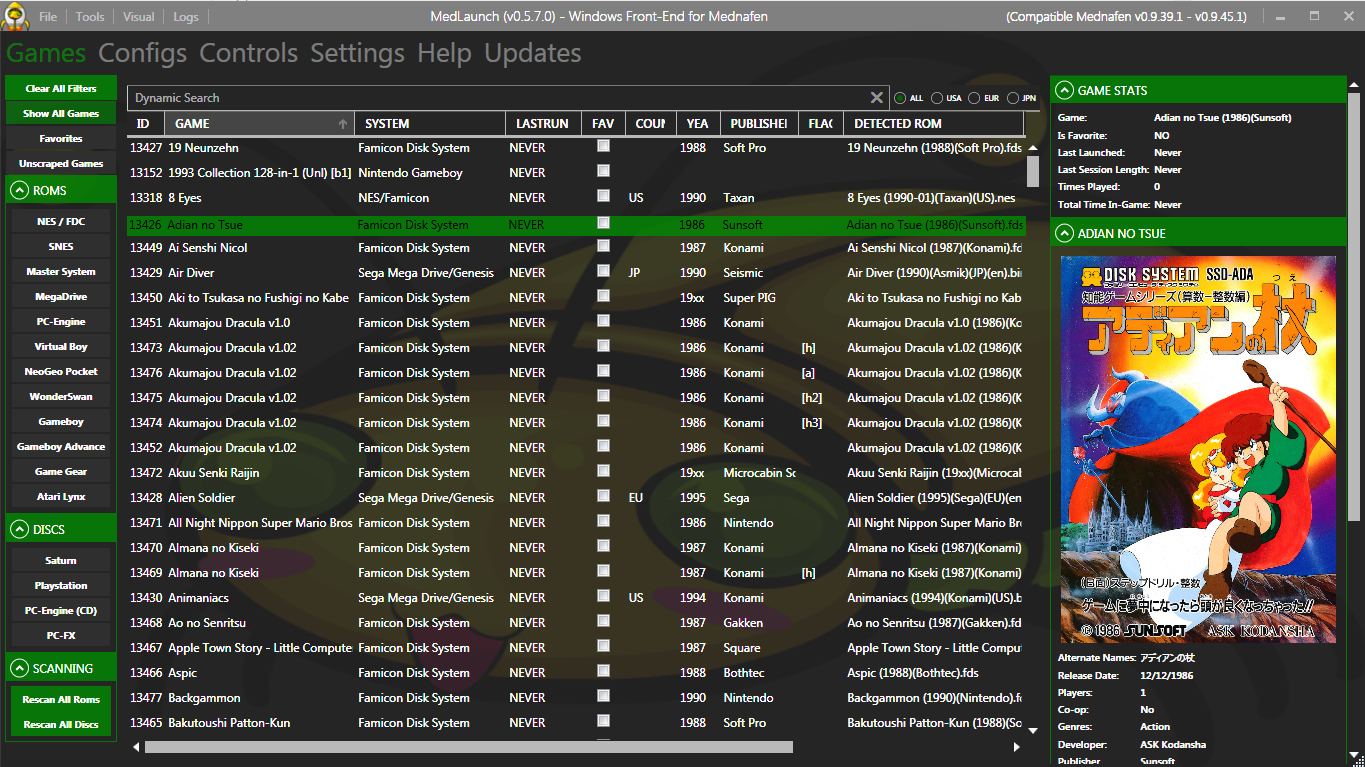 File Tools Visual Logs MedLaunch (v0.5.7.0) - Windows Front-End for Mednafen (Compatible Mednafen v0.9.39.1 - v0.9.45.1)
Games Configs Controls Settings Help Updates
Clear All Filters
Show All Games
Favorites
Unscraped Games
ROMS
NES / FDC
SNES
Master System
MegaDrive
PC-Engine
Virtual Boy
NeoGeo Pocket
WonderSwan
Gameboy
Gameboy Advance
Game Gear
Atari Lynx
DISCS
Saturn
Playstation
PC-Engine (CD)
PC-FX
SCANNING
Rescan All Roms
Rescan All Discs
Dynamic Search ALL USA EUR JPN
ID GAME SYSTEM LASTRUN FAV COUN YEA PUBLISHEI FLAG DETECTED ROM
13427 19 Neunzehn Famicon Disk System NEVER 1988 Soft Pro 19 Neunzehn (1988)(Soft Pro).fds
13152 1993 Collection 128-in-1 (Unl) [b1] Nintendo Gameboy NEVER
13318 8 Eyes NES/Famicon NEVER US 1990 Taxan 8 Eyes (1990-01)(Taxan)(US).nes
13426 Adian no Tsue Famicon Disk System NEVER 1986 Sunsoft Adian no Tsue (1986)(Sunsoft).fds
13449 Ai Senshi Nicol Famicon Disk System NEVER 1987 Konami Ai Senshi Nicol (1987)(Konami).fd
13429 Air Diver Sega Mega Drive/Genesis NEVER JP 1990 Seismic Air Diver (1990)(Asmik)(JP)(en).bin
13450 Aki to Tsukasa no Fushigi no Kabe Famicon Disk System NEVER 19xx Super PIG Aki to Tsukasa no Fushigi no Kab
13451 Akumajou Dracula v1.0 Famicon Disk System NEVER 1986 Konami Akumajou Dracula v1.0 (1986)(Ko
13473 Akumajou Dracula v1.02 Famicon Disk System NEVER 1986 Konami [h] Akumajou Dracula v1.02 (1986)(K
13476 Akumajou Dracula v1.02 Famicon Disk System NEVER 1986 Konami [a] Akumajou Dracula v1.02 (1986)(K
13475 Akumajou Dracula v1.02 Famicon Disk System NEVER 1986 Konami [h2] Akumajou Dracula v1.02 (1986)(K
13474 Akumajou Dracula v1.02 Famicon Disk System NEVER 1986 Konami [h3] Akumajou Dracula v1.02 (1986)(K
13452 Akumajou Dracula v1.02 Famicon Disk System NEVER 1986 Konami Akumajou Dracula v1.02 (1986)(K
13472 Akuu Senki Raijin Famicon Disk System NEVER 19xx Microcabin Sc Akuu Senki Raijin (19xx)(Microcal
13428 Alien Soldier Sega Mega Drive/Genesis NEVER EU 1995 Sega Alien Soldier (1995)(Sega)(EU)(en
13471 All Night Nippon Super Mario Bros Famicon Disk System NEVER 1986 Nintendo All Night Nippon Super Mario Bro
13470 Almana no Kiseki Famicon Disk System NEVER 1987 Konami Almana no Kiseki (1987)(Konami)
13469 Almana no Kiseki Famicon Disk System NEVER 1987 Konami [h] Almana no Kiseki (1987)(Konami)
13430 Animaniacs Sega Mega Drive/Genesis NEVER US 1994 Konami Animaniacs (1994)(Konami)(US).b
13468 Ao no Senritsu Famicon Disk System NEVER 1987 Gakken Ao no Senritsu (1987)(Gakken).fd
13467 Apple Town Story - Little Compute Famicon Disk System NEVER 1987 Square Apple Town Story - Little Comput
13466 Aspic Famicon Disk System NEVER 1988 Bothtec Aspic (1988)(Bothtec).fds
13477 Backgammon Famicon Disk System NEVER 1990 Nintendo Backgammon (1990)(Nintendo).fd
13465 Bakutoushi Patton-Kun Famicon Disk System NEVER 1988 Soft Pro Bakutoushi Patton-Kun (1988)(So
GAME STATS
Game: Adian no Tsue (1986)(Sunsoft)
Is Favorite: NO
Last Launched: Never
Last Session Length: Never
Times Played: 0
Total Time In-Game: Never
ADIAN NO TSUE
DISK SYSTEM SSD-ADA
つえ
知能ゲームシリーズ(算数-整数編)
アディアンの杖
(自画)ステップドリル・整数
ゲームに夢中になったら頭が良くなっちゃった!!
© 1986 SUNSOFT ASK KODANSHA
Alternate Names: アディアンの杖
Release Date: 12/12/1986
Players: 1
Co-op: No
Genres: Action
Developer: ASK Kodansha
Publisher Sunsoft